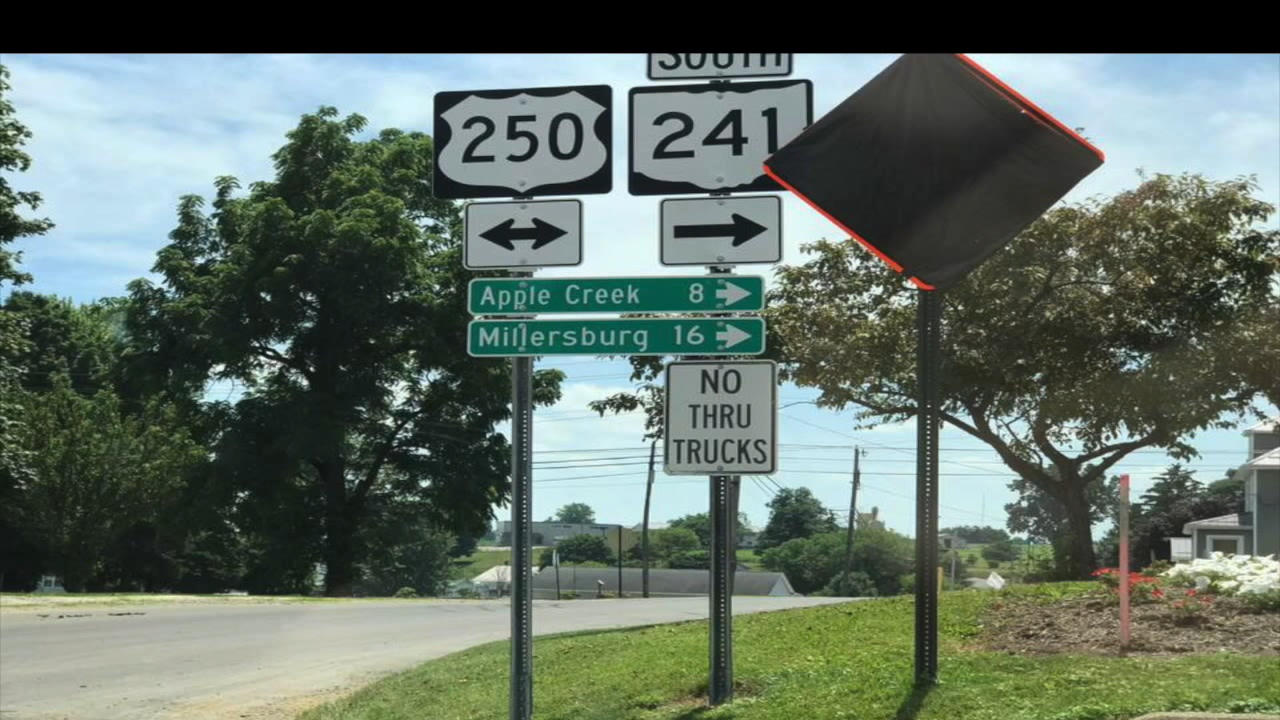 SOUTH
250
241
Apple Creek 8
Millersburg 16
NO
THRU
TRUCKS